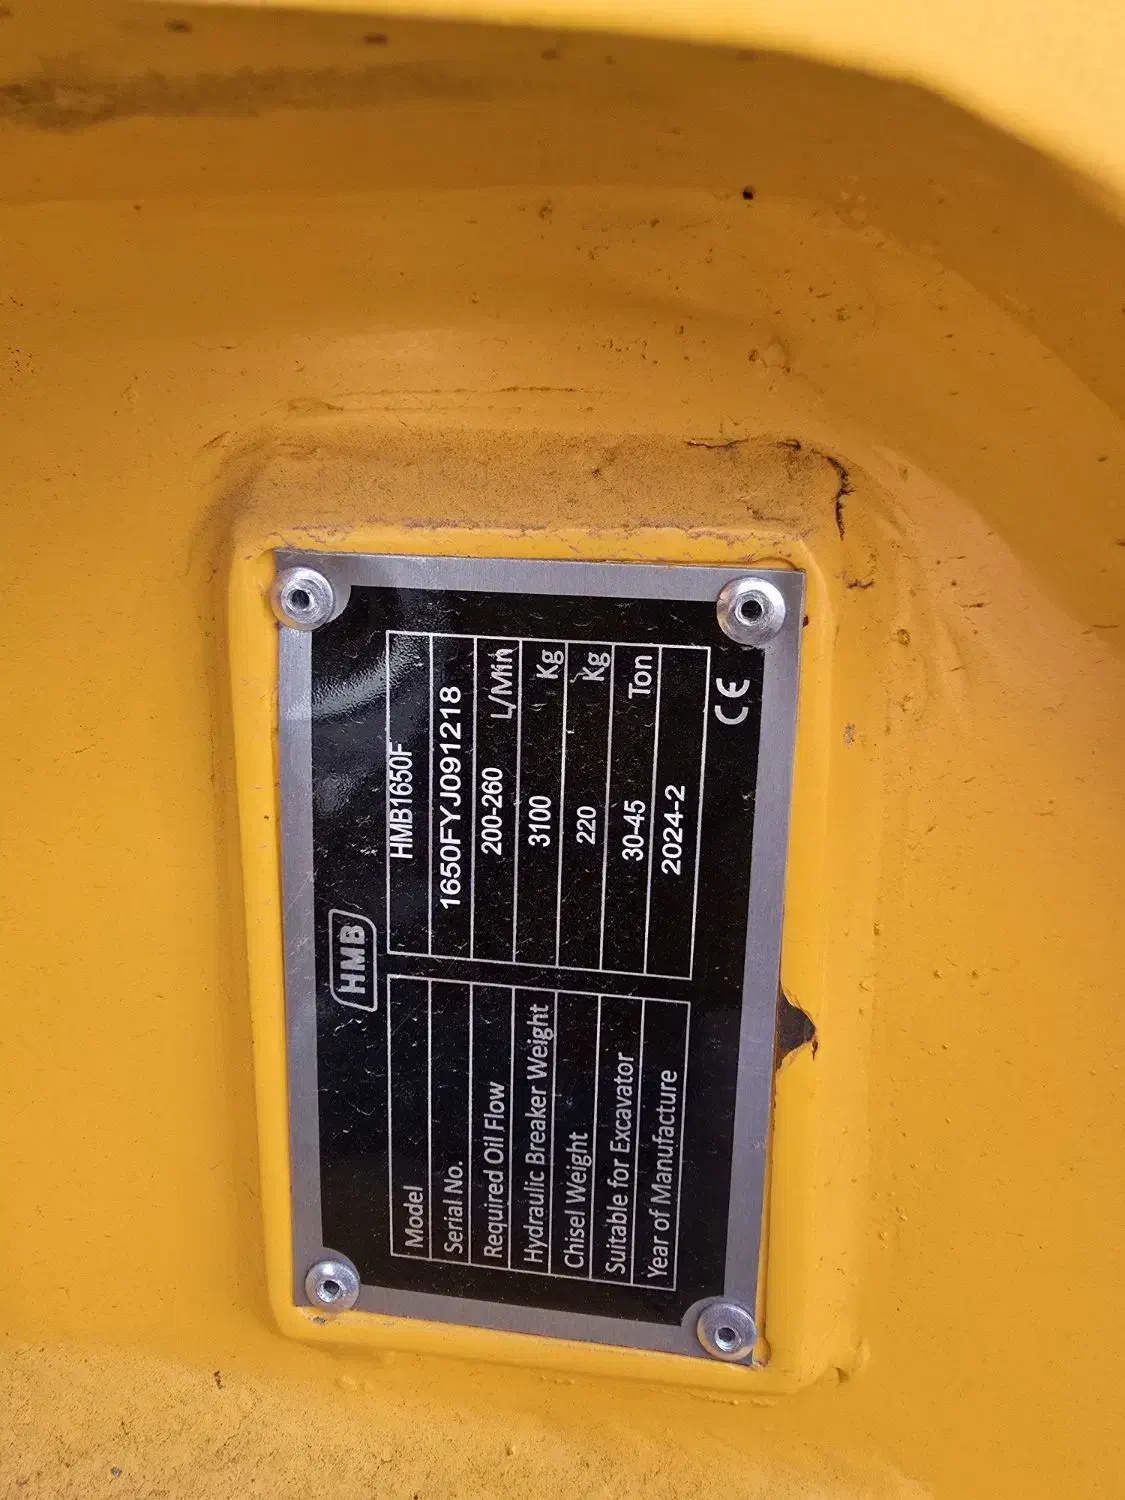 HMB
Model HMB1650F
Serial No. 1650FYJ091218
Required Oil Flow 200-260 L/Min
Hydraulic Breaker Weight 3100 Kg
Chisel Weight 220 Kg
Suitable for Excavator 30-45 Ton
Year of Manufacture 2024-2
CE